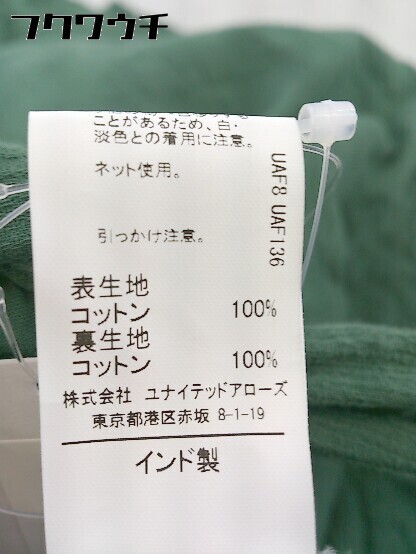 フクワウチ
ことがあるため、白・
淡色との着用に注意。
ネット使用。
引っかけ注意。
UAF8 UAF136
表生地
コットン 100%
裏生地
コットン 100%
株式会社 ユナイテッドアローズ
東京都港区赤坂 8-1-19
インド製